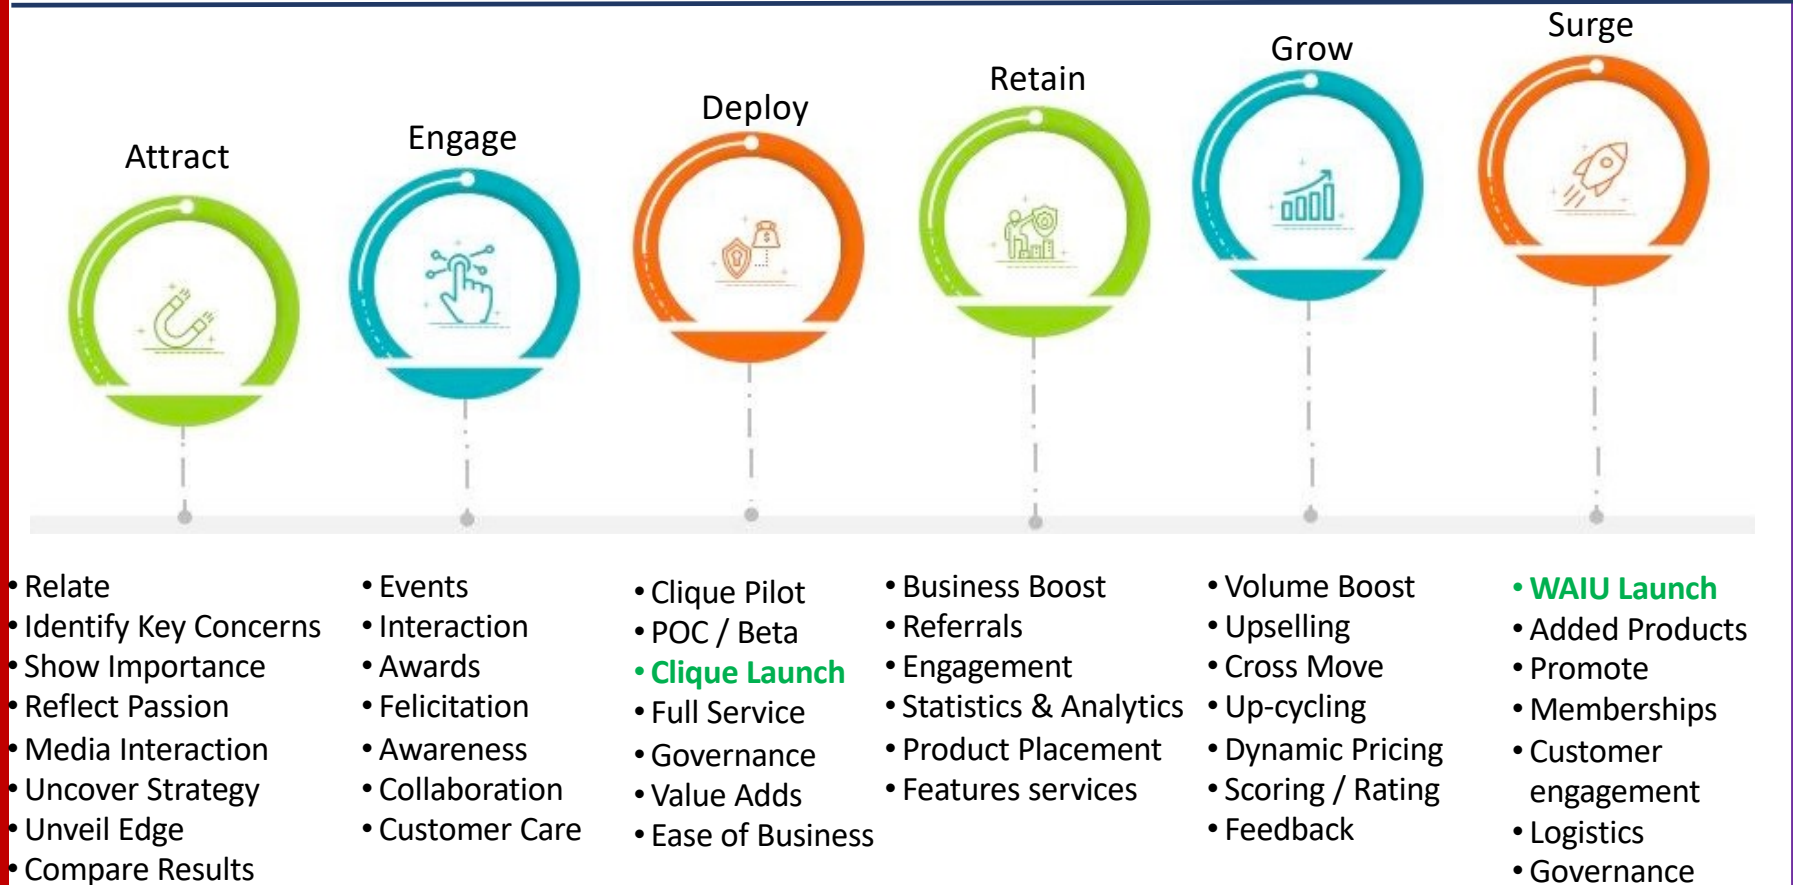 Attract
Engage
Deploy
Retain
Grow
Surge
• Relate
• Identify Key Concerns
• Show Importance
• Reflect Passion
• Media Interaction
• Uncover Strategy
• Unveil Edge
• Compare Results
• Events
• Interaction
• Awards
• Felicitation
• Awareness
• Collaboration
• Customer Care
• Clique Pilot
• POC / Beta
• Clique Launch
• Full Service
• Governance
• Value Adds
• Ease of Business
• Business Boost
• Referrals
• Engagement
• Statistics & Analytics
• Product Placement
• Features services
• Volume Boost
• Upselling
• Cross Move
• Up-cycling
• Dynamic Pricing
• Scoring / Rating
• Feedback
• WAIU Launch
• Added Products
• Promote
• Memberships
• Customer
engagement
• Logistics
• Governance